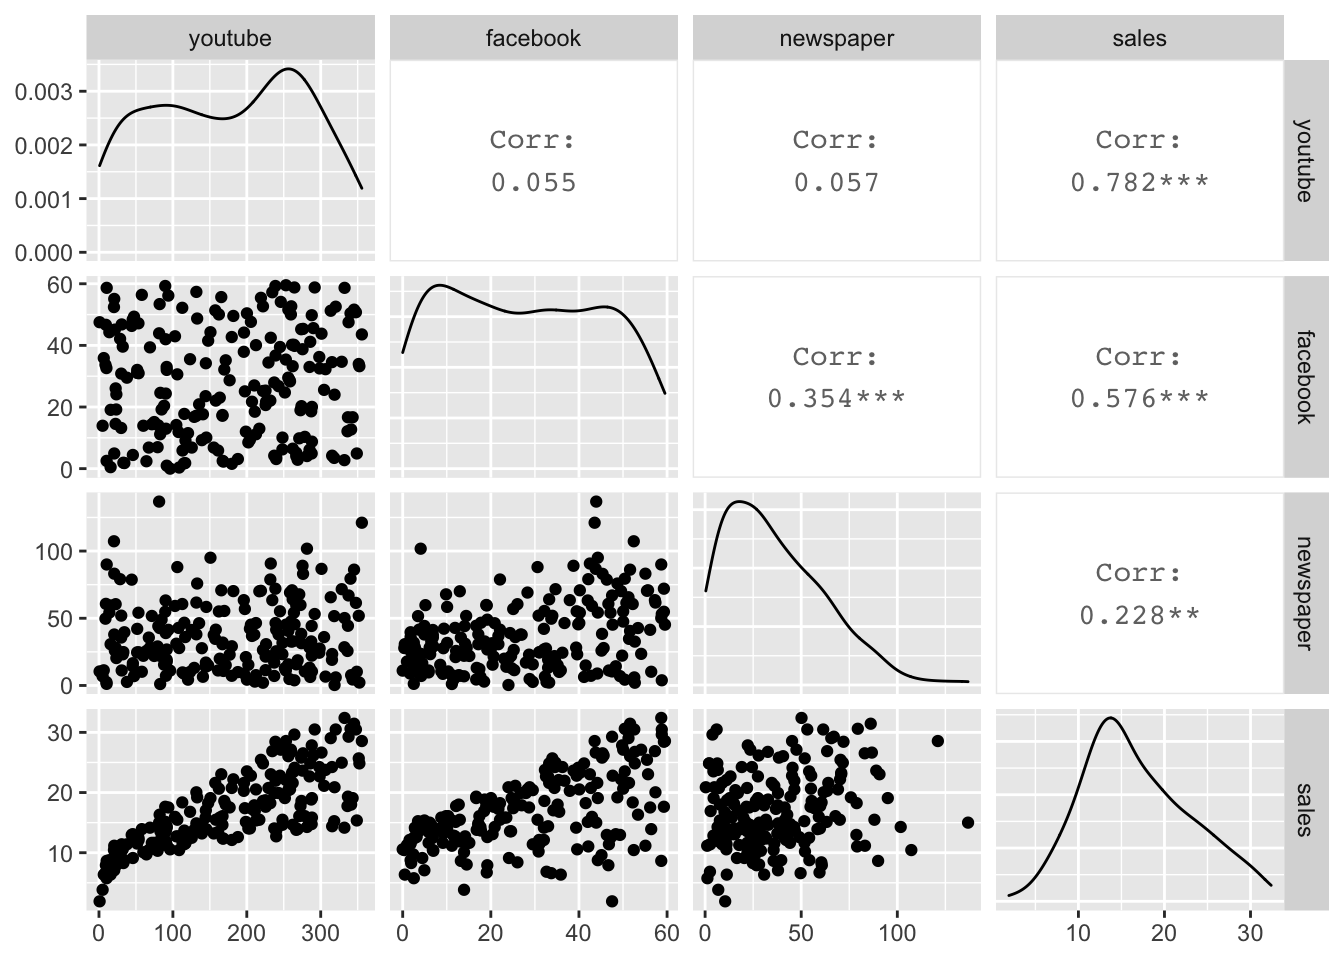 youtube
facebook
newspaper
sales
0.003
0.002
0.001
0.000
Corr:
0.055
Corr:
0.057
Corr:
0.782***
youtube
60
40
20
0
Corr:
0.354***
Corr:
0.576***
facebook
100
50
0
Corr:
0.228**
newspaper
30
20
10
sales
0 100 200 300
0 20 40 60
0 50 100
10 20 30